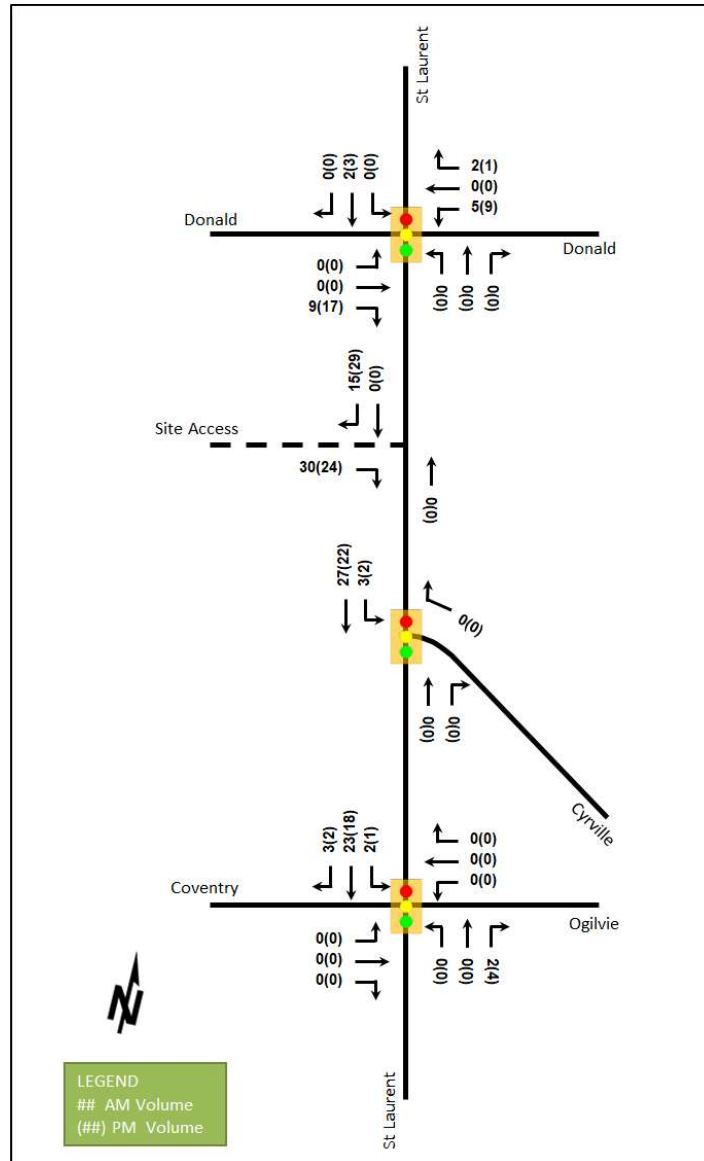 St Laurent
0(0)
2(3)
0(0)
2(1)
0(0)
5(9)
Donald
Donald
0(0)
0(0)
9(17)
0(0)
0(0)
0(0)
15(29)
0(0)
Site Access
30(24)
0(0)
27(22)
3(2)
0(0)
0(0)
0(0)
Cyrville
3(2)
23(18)
2(1)
0(0)
0(0)
0(0)
Coventry
Ogilvie
0(0)
0(0)
0(0)
0(0)
0(0)
2(4)
N
LEGEND
## AM Volume
(##) PM Volume
St Laurent